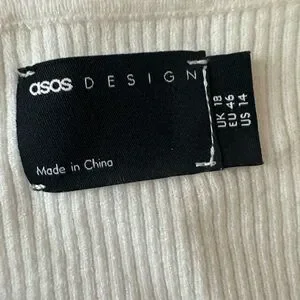 asos DESIGN
Made in China
UK 18
EU 46
US 14